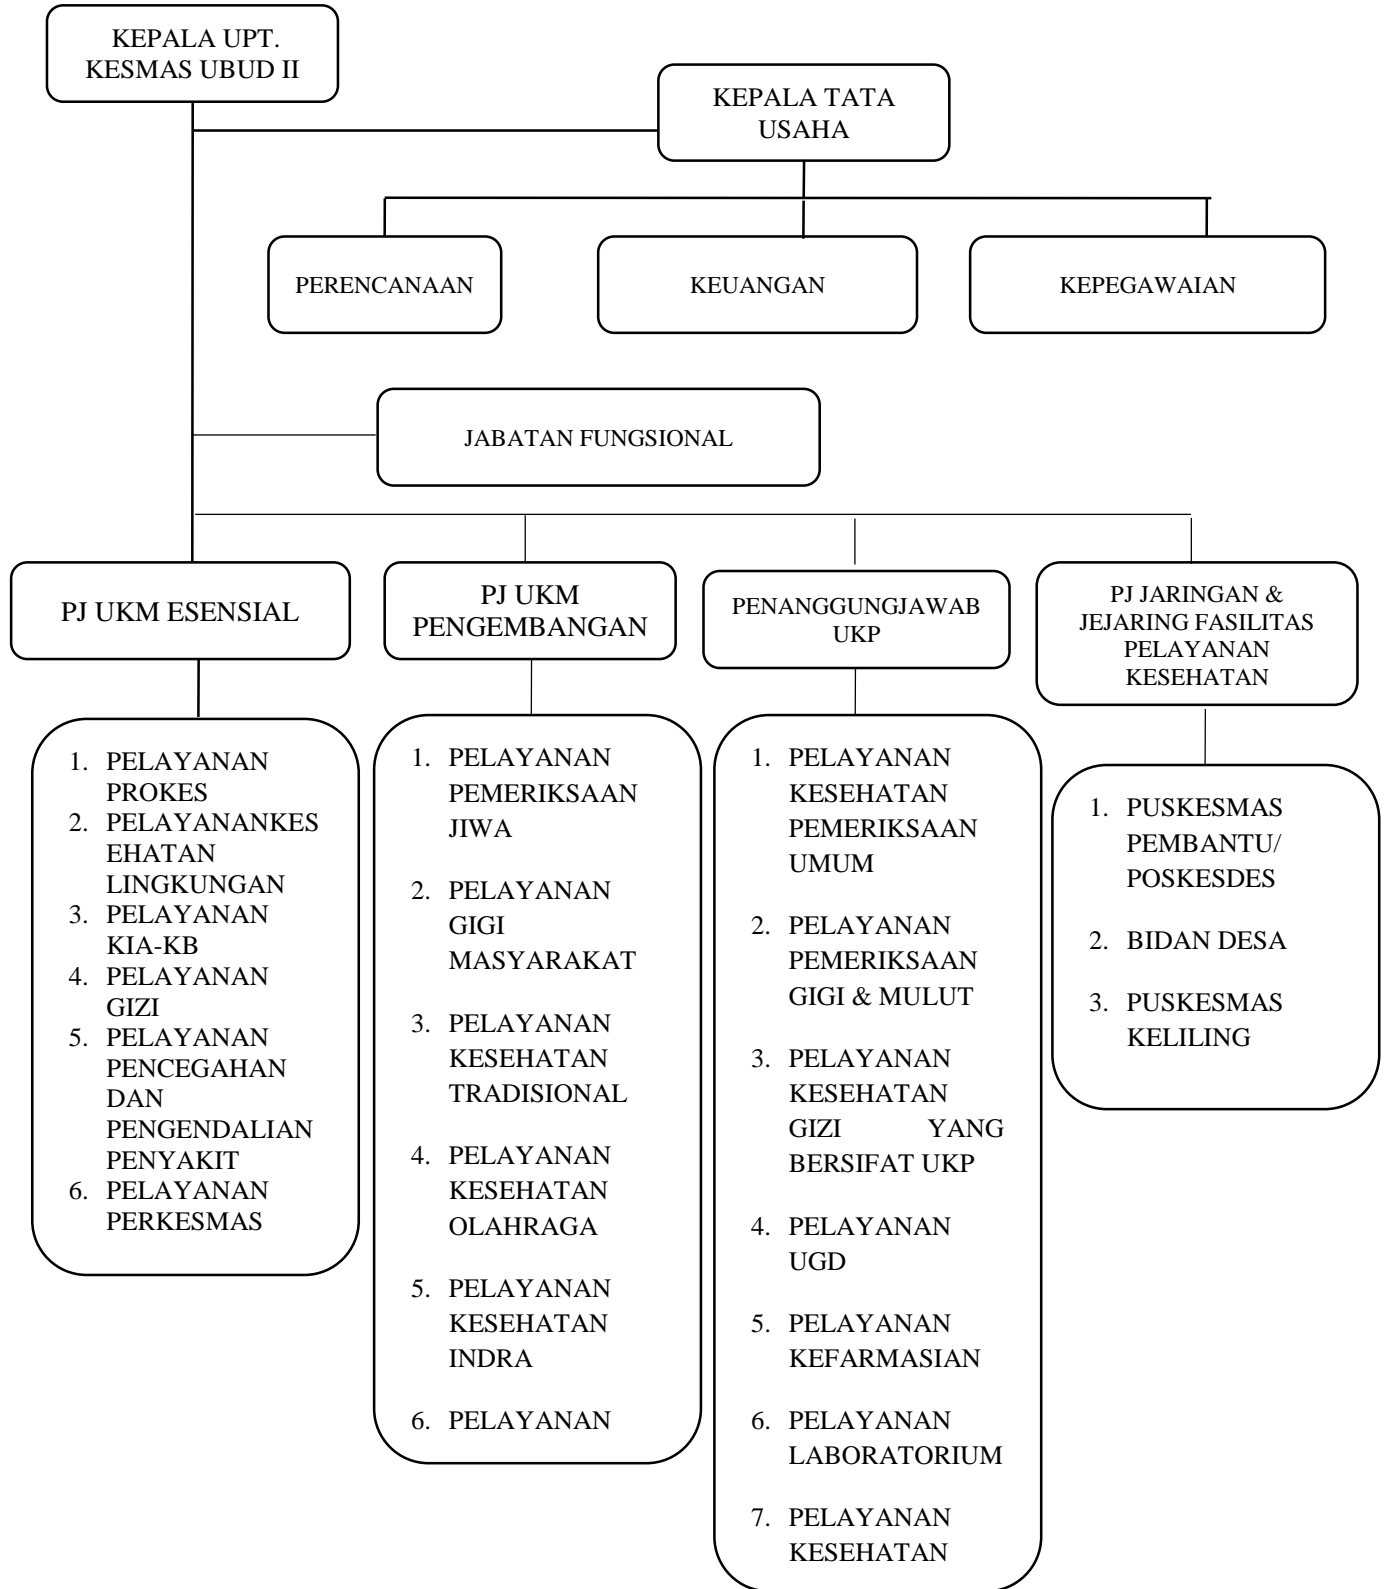 KEPALA UPT.
KESMAS UBUD II
KEPALA TATA
USAHA
PERENCANAAN
KEUANGAN
KEPEGAWAIAN
JABATAN FUNGSIONAL
PJ UKM ESENSIAL
PJ UKM
PENGEMBANGAN
PENANGGUNGJAWAB
UKP
PJ JARINGAN &
JEJARING FASILITAS
PELAYANAN
KESEHATAN
1. PELAYANAN
PROKES
2. PELAYANANKES
EHATAN
LINGKUNGAN
3. PELAYANAN
KIA-KB
4. PELAYANAN
GIZI
5. PELAYANAN
PENCEGAHAN
DAN
PENGENDALIAN
PENYAKIT
6. PELAYANAN
PERKESMAS
1. PELAYANAN
PEMERIKSAAN
JIWA
2. PELAYANAN
GIGI
MASYARAKAT
3. PELAYANAN
KESEHATAN
TRADISIONAL
4. PELAYANAN
KESEHATAN
OLAHRAGA
5. PELAYANAN
KESEHATAN
INDRA
6. PELAYANAN
1. PELAYANAN
KESEHATAN
PEMERIKSAAN
UMUM
2. PELAYANAN
PEMERIKSAAN
GIGI & MULUT
3. PELAYANAN
KESEHATAN
GIZI YANG
BERSIFAT UKP
4. PELAYANAN
UGD
5. PELAYANAN
KEFARMASIAN
6. PELAYANAN
LABORATORIUM
7. PELAYANAN
KESEHATAN
1. PUSKESMAS
PEMBANTU/
POSKESDES
2. BIDAN DESA
3. PUSKESMAS
KELILING